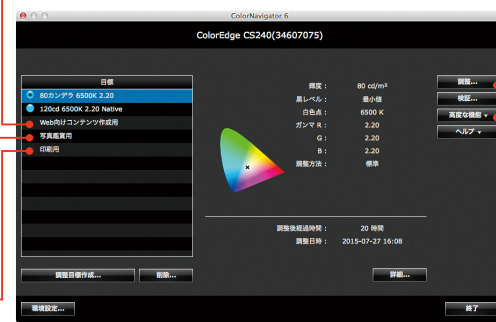 ColorNavigator 6
ColorEdge CS240(34607075)
目標
80カンデラ 6500K 2.20
120cd 6500K 2.20 Native
Web向けコンテンツ作成用
写真鑑賞用
印刷用
輝度： 80 cd/m²
黒レベル： 最小値
白色点： 6500 K
ガンマ R： 2.20
G： 2.20
B： 2.20
調整方法： 標準
調整後経過時間： 20 時間
調整日時： 2015-07-27 16:08
調整...
検証...
高度な機能
ヘルプ
調整目標作成...
削除...
詳細...
環境設定...
終了